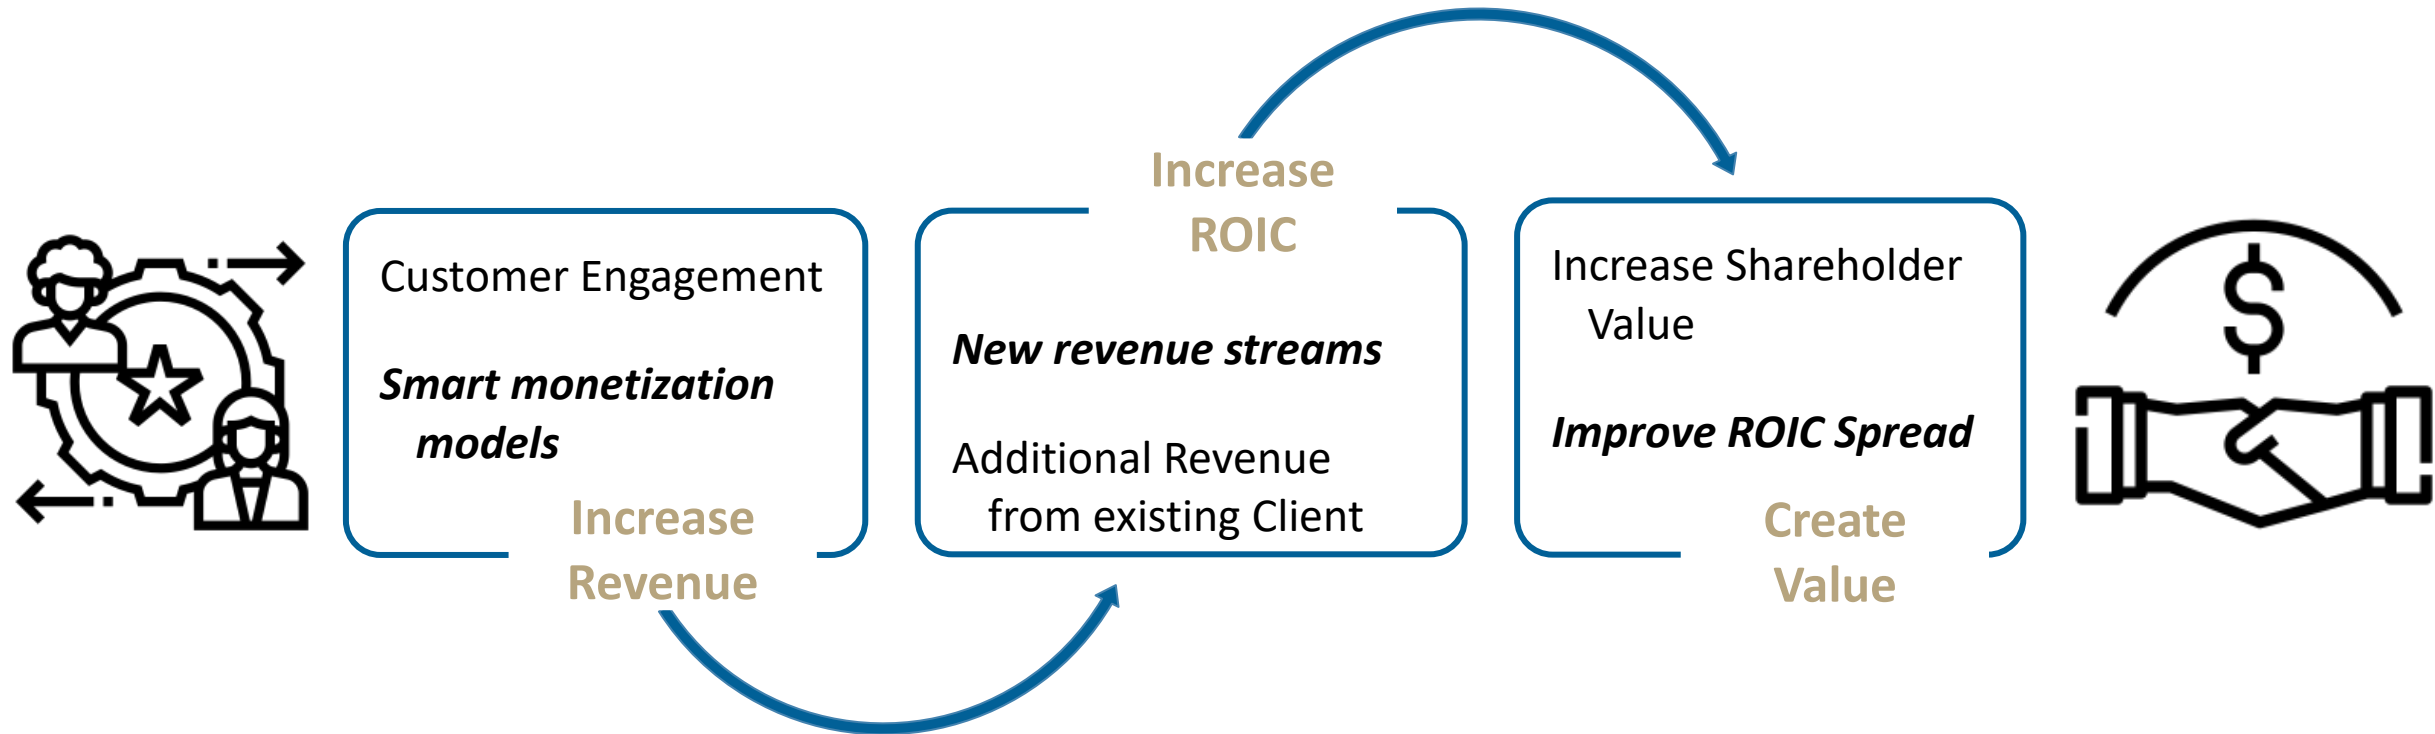 Customer Engagement
Smart monetization
models
Increase
Revenue
Increase
ROIC
New revenue streams
Additional Revenue
from existing Client
Increase Shareholder
Value
Improve ROIC Spread
Create
Value
$